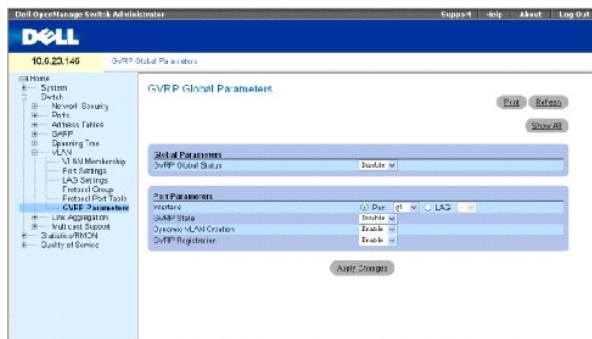 Dell OpenManage Switch Administrator
Support Help About Log Out
DELL
10.6.23.146 GVRP Global Parameters
Home
System
Switch
Network Security
Ports
Address Tables
GARP
Spanning Tree
VLAN
VLAN Membership
Port Settings
LAG Settings
Protocol Group
Protocol Port Table
GVRP Parameters
Link Aggregation
Multicast Support
Statistics/RMON
Quality of Service
GVRP Global Parameters
Print Refresh
Show All
Global Parameters
GVRP Global Status Disable
Port Parameters
Interface Port g1 LAG
GVRP State Disable
Dynamic VLAN Creation Enable
GVRP Registration Enable
Apply Changes